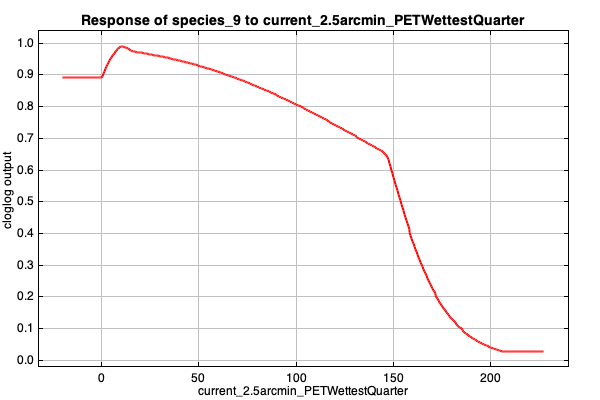 Response of species_9 to current_2.5arcmin_PETWettestQuarter
1.0
0.9
0.8
0.7
0.6
0.5
0.4
0.3
0.2
0.1
0.0
cloglog output
0 50 100 150 200
current_2.5arcmin_PETWettestQuarter